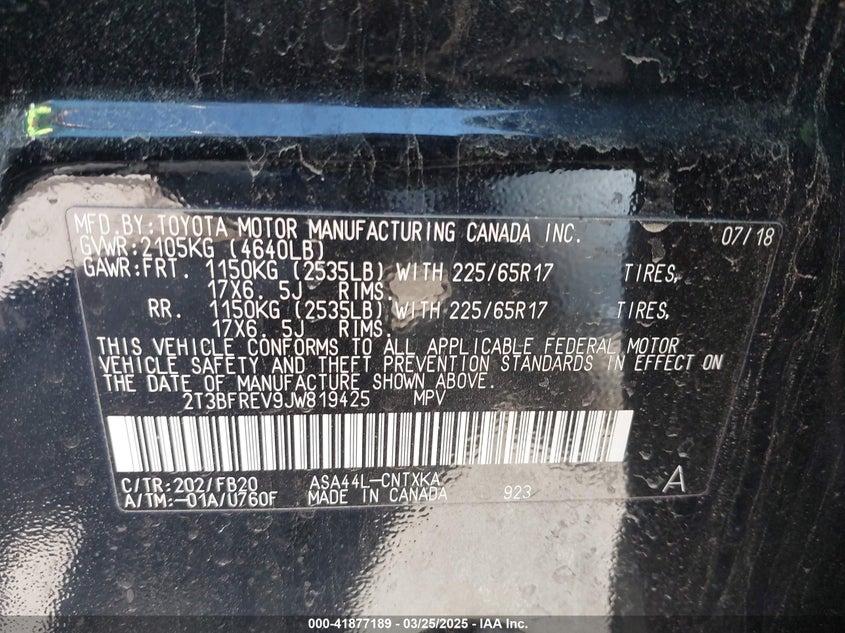 MFD.BY:TOYOTA MOTOR MANUFACTURING CANADA INC. 07/18
GVWR:2105KG (4640LB)
GAWR:FRT. 1150KG (2535LB) WITH 225/65R17 TIRES,
17X6. 5J RIMS.
RR. 1150KG (2535LB) WITH 225/65R17 TIRES,
17X6. 5J RIMS.
THIS VEHICLE CONFORMS TO ALL APPLICABLE FEDERAL MOTOR
VEHICLE SAFETY AND THEFT PREVENTION STANDARDS IN EFFECT ON
THE DATE OF MANUFACTURE SHOWN ABOVE.
2T3BFREV9JW819425 MPV
C/TR:202/FB20 ASA44L-CNTXKA A
A/TM:-01A/U760F MADE IN CANADA 923
000-41877189 - 03/25/2025 - IAA Inc.